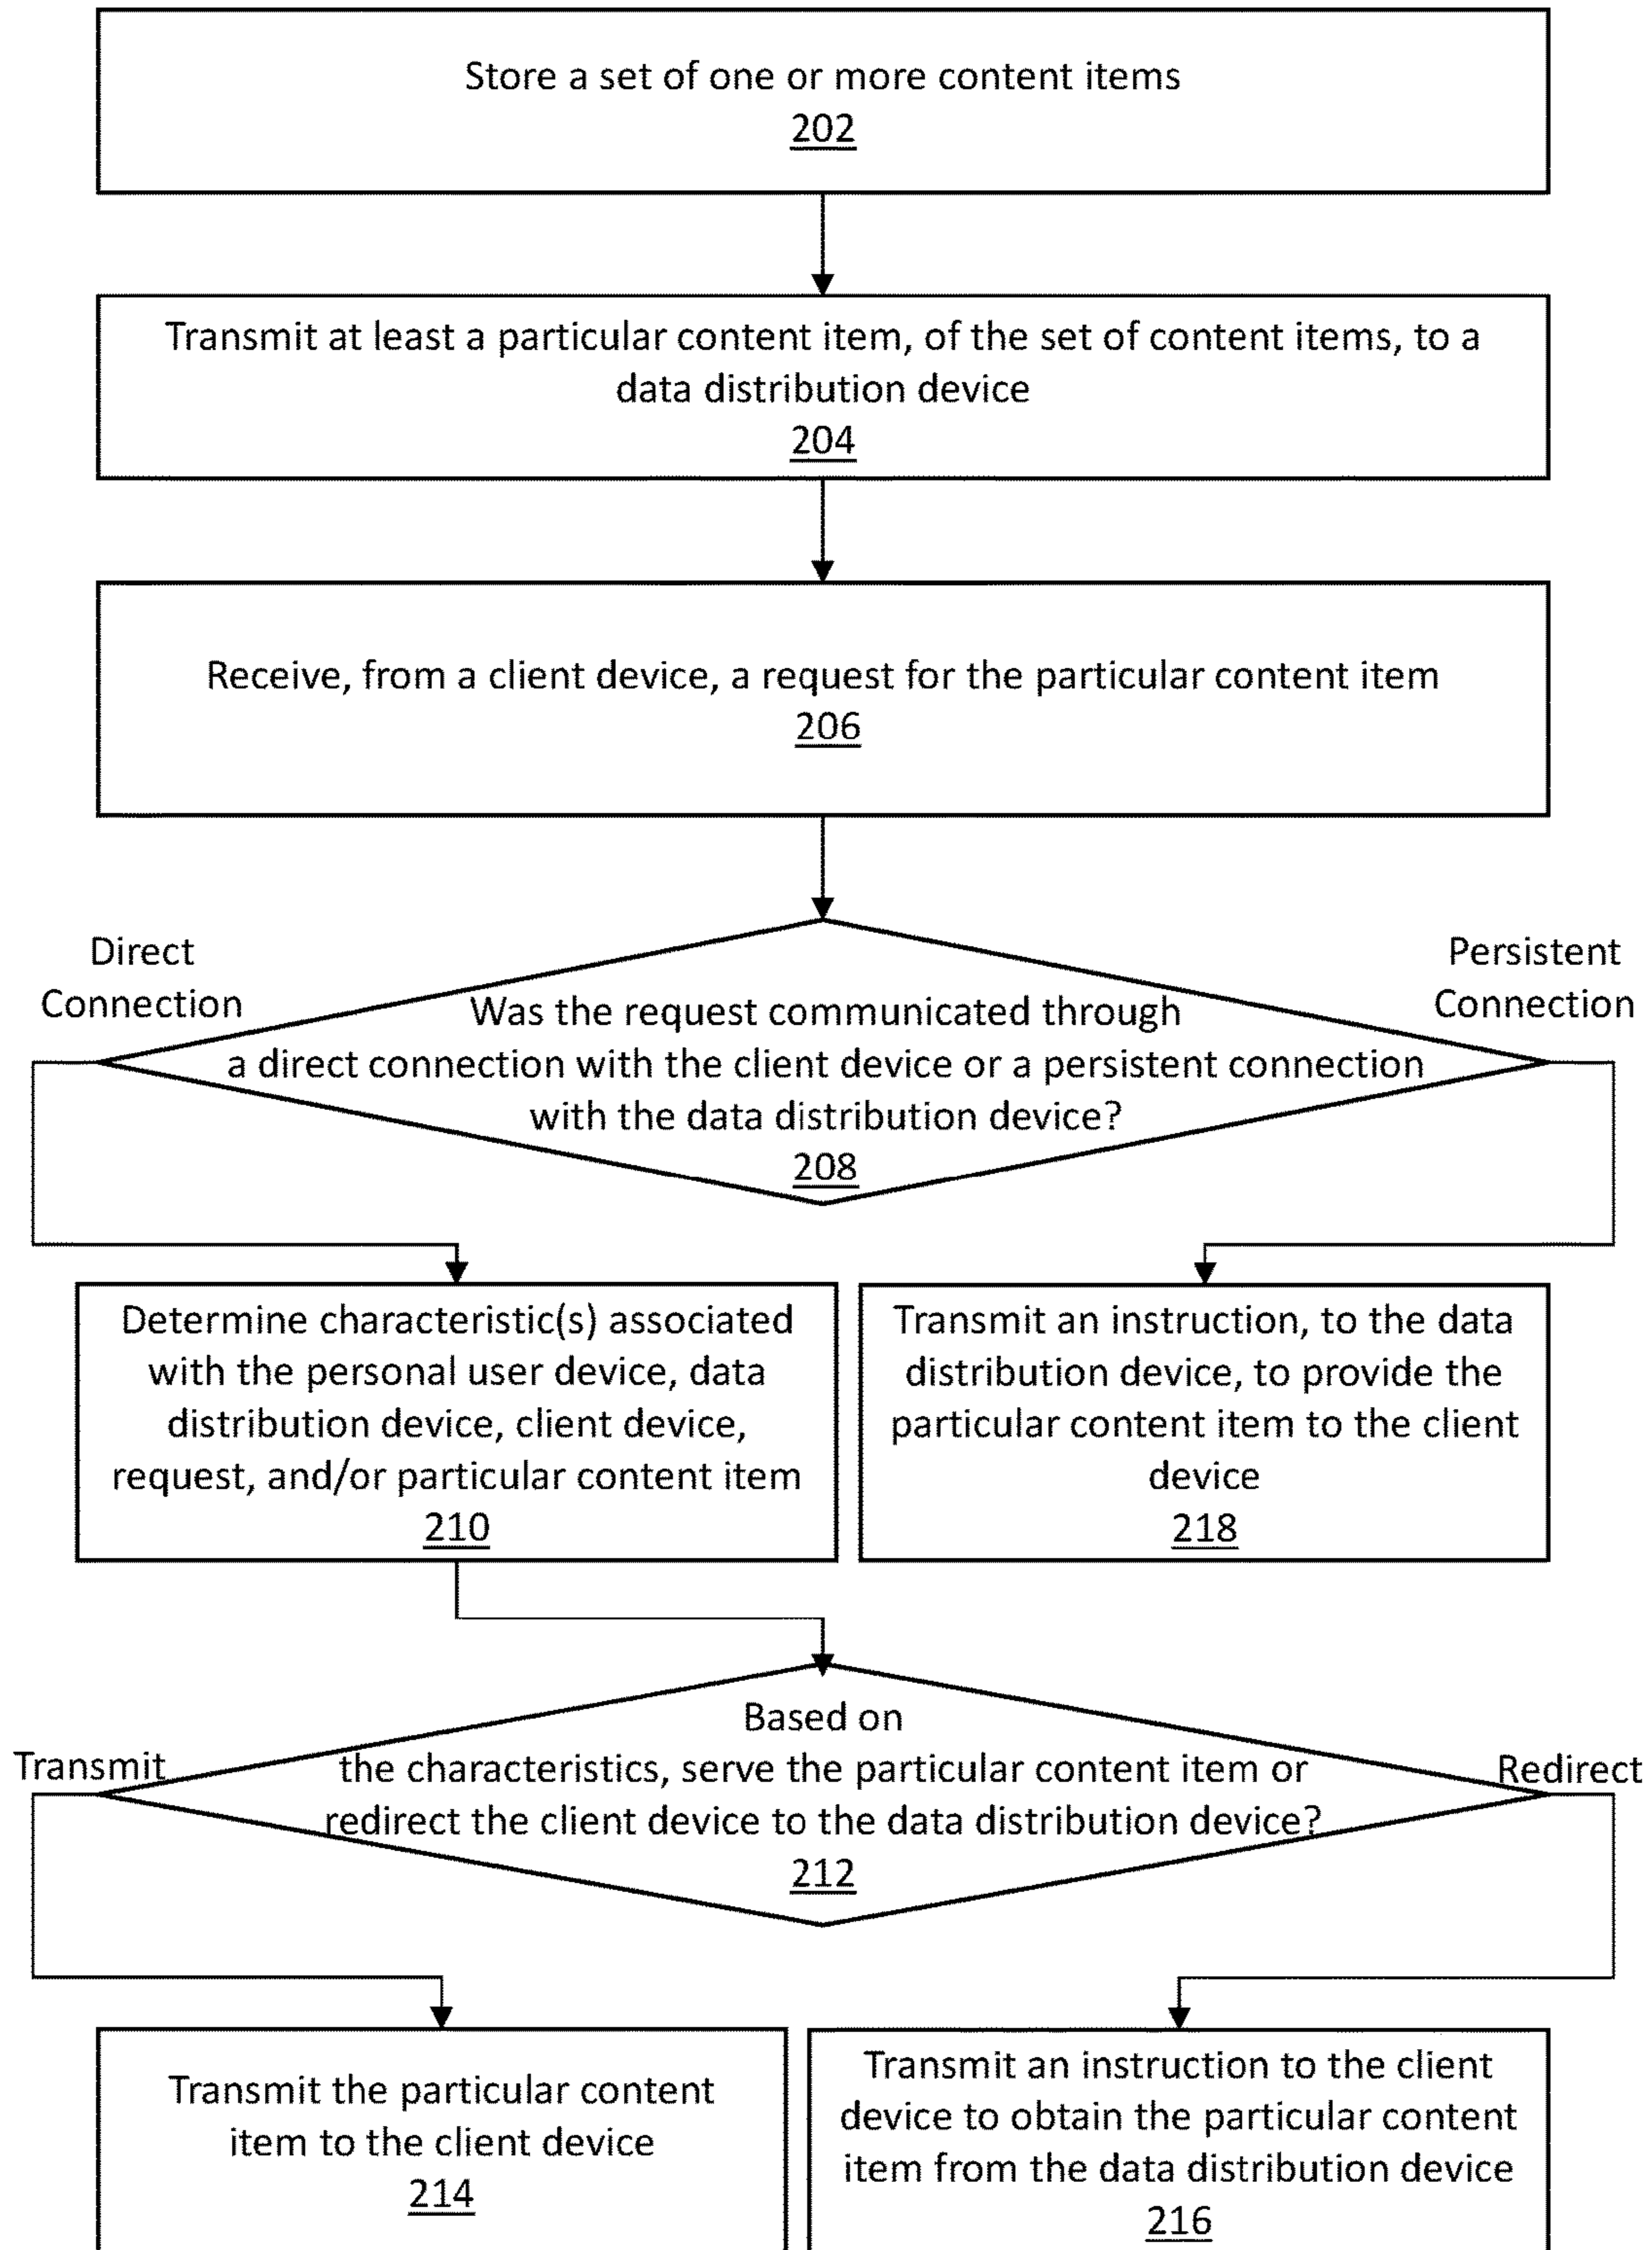 Store a set of one or more content items
202
Transmit at least a particular content item, of the set of content items, to a
data distribution device
204
Receive, from a client device, a request for the particular content item
206
Direct
Connection
Persistent
Connection
Was the request communicated through
a direct connection with the client device or a persistent connection
with the data distribution device?
208
Determine characteristic(s) associated
with the personal user device, data
distribution device, client device,
request, and/or particular content item
210
Transmit an instruction, to the data
distribution device, to provide the
particular content item to the client
device
218
Based on
the characteristics, serve the particular content item or
redirect the client device to the data distribution device?
212
Transmit
Redirect
Transmit the particular content
item to the client device
214
Transmit an instruction to the client
device to obtain the particular content
item from the data distribution device
216